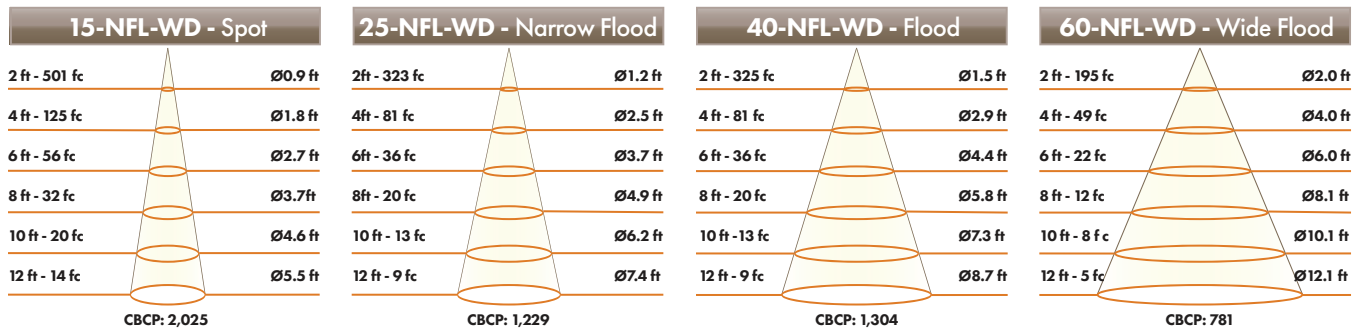 15-NFL-WD - Spot
2 ft - 501 fc Ø0.9 ft
4 ft - 125 fc Ø1.8 ft
6 ft - 56 fc Ø2.7 ft
8 ft - 32 fc Ø3.7ft
10 ft - 20 fc Ø4.6 ft
12 ft - 14 fc Ø5.5 ft
CBCP: 2,025
25-NFL-WD - Narrow Flood
2ft - 323 fc Ø1.2 ft
4ft - 81 fc Ø2.5 ft
6ft - 36 fc Ø3.7 ft
8ft - 20 fc Ø4.9 ft
10 ft - 13 fc Ø6.2 ft
12 ft - 9 fc Ø7.4 ft
CBCP: 1,229
40-NFL-WD - Flood
2 ft - 325 fc Ø1.5 ft
4 ft - 81 fc Ø2.9 ft
6 ft - 36 fc Ø4.4 ft
8 ft - 20 fc Ø5.8 ft
10 ft -13 fc Ø7.3 ft
12 ft - 9 fc Ø8.7 ft
CBCP: 1,304
60-NFL-WD - Wide Flood
2 ft - 195 fc Ø2.0 ft
4 ft - 49 fc Ø4.0 ft
6 ft - 22 fc Ø6.0 ft
8 ft - 12 fc Ø8.1 ft
10 ft - 8 f c Ø10.1 ft
12 ft - 5 fc Ø12.1 ft
CBCP: 781